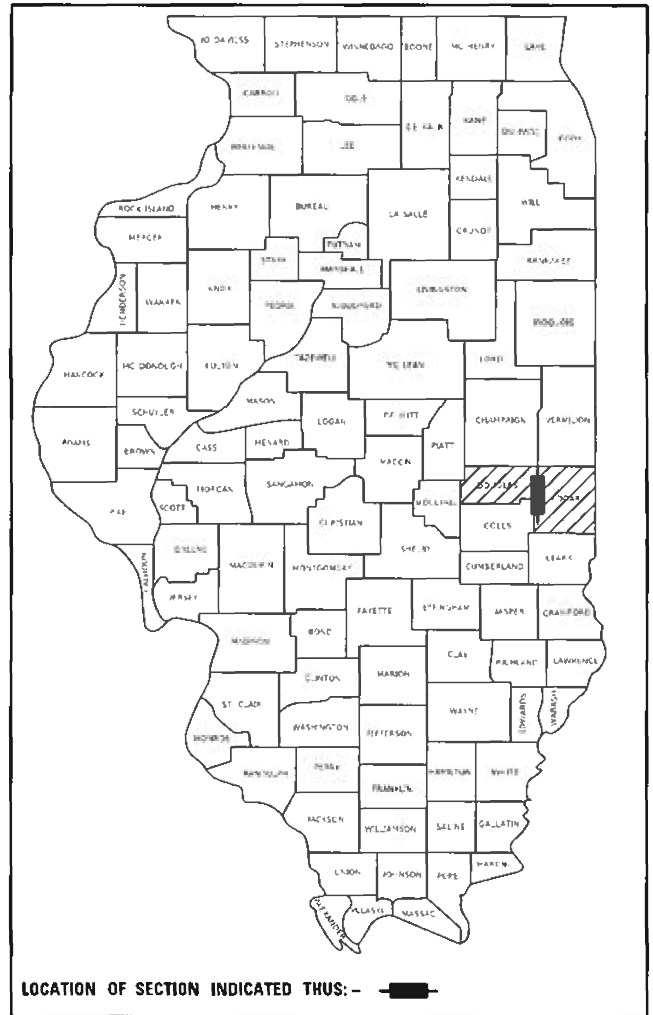 JO DAVIESS STEPHENSON WINNEBAGO BOONE MC HENRY LAKE
CARROLL OGLE
DE KALB KANE DU PAGE COOK
WHITESIDE LEE
KENDALL
ROCK ISLAND HENRY BUREAU LA SALLE WILL
MERCER GRUNDY
PUTNAM
STARK MARSHALL KANKAKEE
HENDERSON WARREN KNOX PEORIA WOODFORD LIVINGSTON
IROQUOIS
HANCOCK MC DONOUGH FULTON TAZEWELL MC LEAN FORD
MASON
SCHUYLER LOGAN DE WITT CHAMPAIGN VERMILION
ADAMS BROWN CASS MENARD PIATT
MACON
MORGAN SANGAMON DOUGLAS EDGAR
PIKE SCOTT CHRISTIAN MOULTRIE
COLES
CALHOUN GREENE MACOUPIN MONTGOMERY SHELBY CLARK
CUMBERLAND
JERSEY FAYETTE EFFINGHAM JASPER CRAWFORD
MADISON BOND
CLAY RICHLAND LAWRENCE
CLINTON MARION
ST. CLAIR WAYNE EDWARDS WABASH
WASHINGTON JEFFERSON
MONROE
RANDOLPH PERRY HAMILTON WHITE
FRANKLIN
JACKSON WILLIAMSON SALINE GALLATIN
UNION JOHNSON POPE HARDIN
ALEXANDER PULASKI MASSAC
LOCATION OF SECTION INDICATED THUS: -